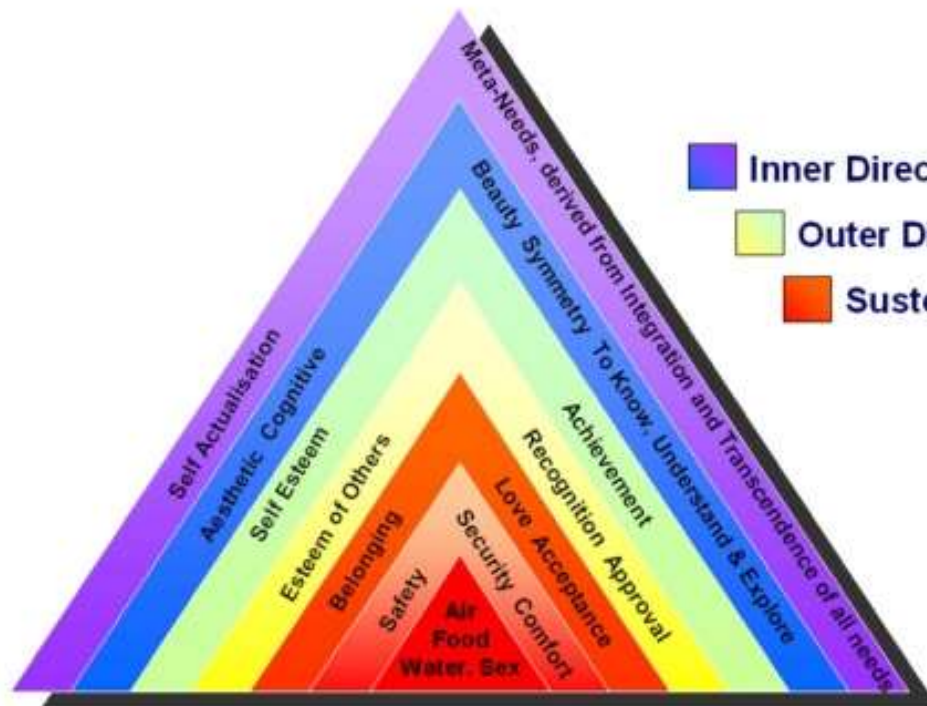 Meta-Needs, derived from Integration and Transcendence of all needs
Self Actualisation
Beauty Symmetry To Know, Understand & Explore
Aesthetic Cognitive
Achievement
Self Esteem
Recognition Approval
Esteem of Others
Love Acceptance
Belonging
Security Comfort
Safety
Air
Food
Water. Sex
Inner Direc
Outer D
Suste